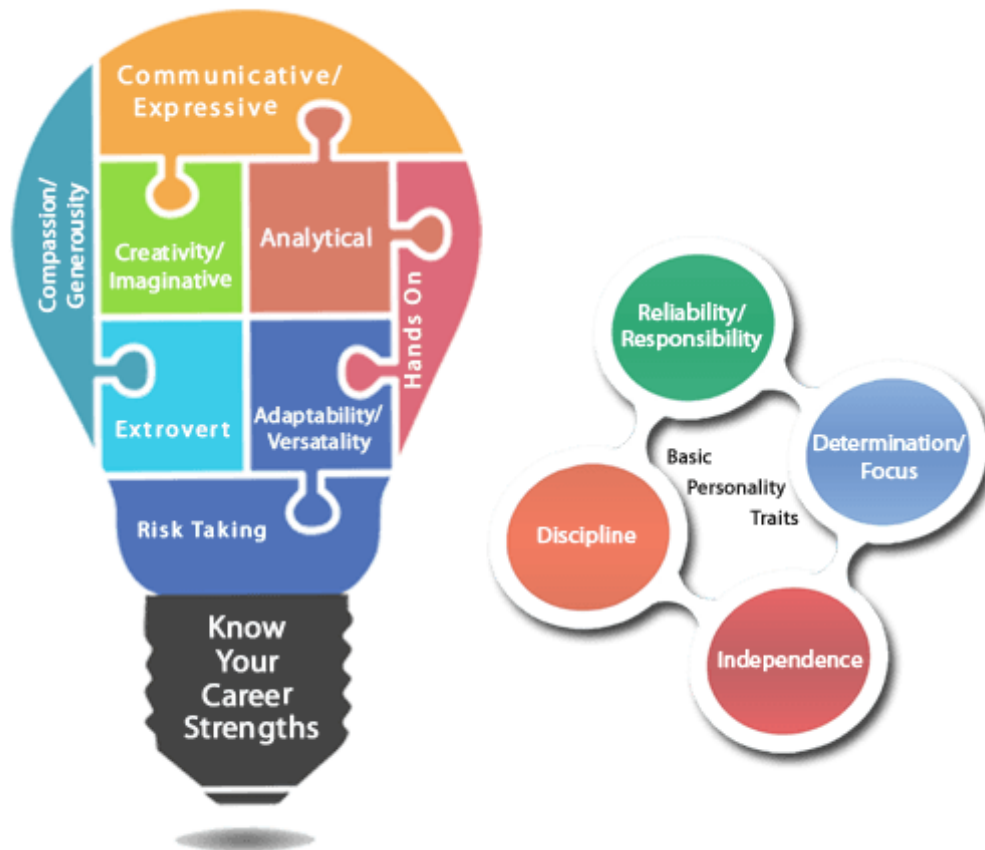 Communicative/
Expressive
Compassion/
Generousity
Creativity/
Imaginative
Analytical
Hands On
Extrovert
Adaptability/
Versatality
Risk Taking
Know
Your
Career
Strengths
Reliability/
Responsibility
Determination/
Focus
Basic
Personality
Traits
Discipline
Independence